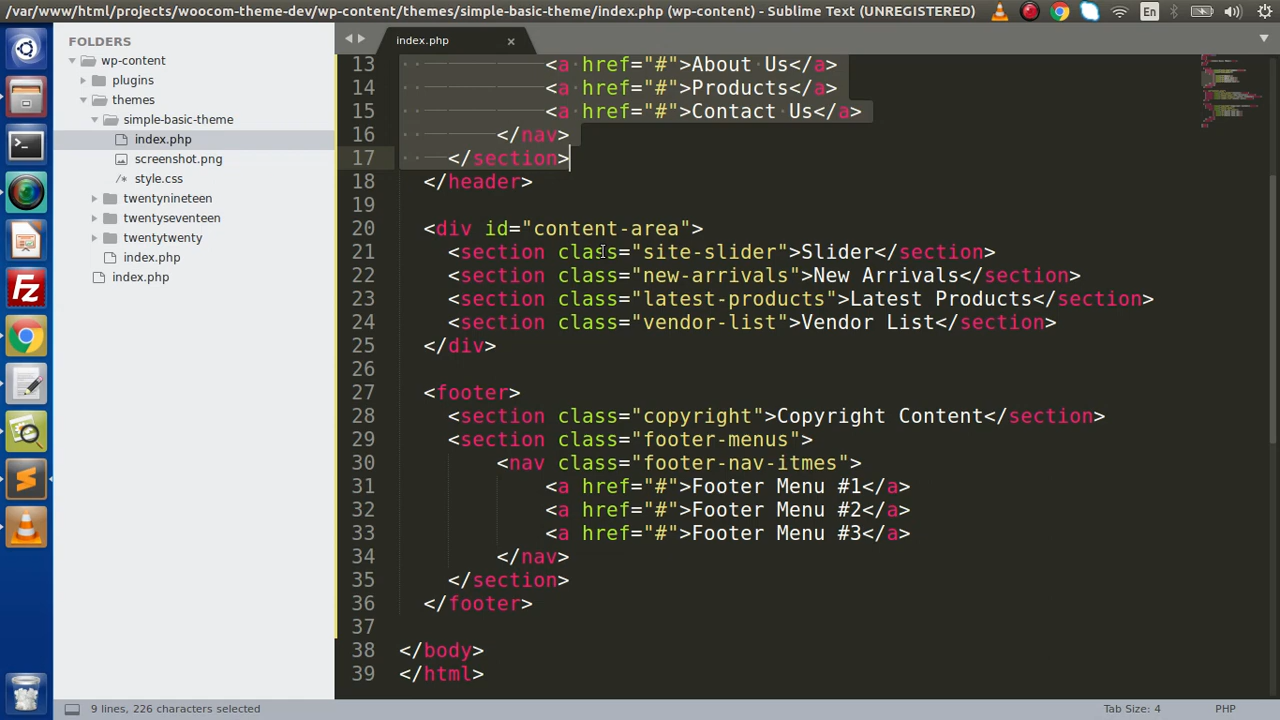 /var/www/html/projects/woocom-theme-dev/wp-content/themes/simple-basic-theme/index.php (wp-content) - Sublime Text (UNREGISTERED)
En
FOLDERS
wp-content
plugins
themes
simple-basic-theme
index.php
screenshot.png
style.css
twentynineteen
twentyseventeen
twentytwenty
index.php
index.php
index.php
13 <a href="#">About Us</a>
14 <a href="#">Products</a>
15 <a href="#">Contact Us</a>
16 </nav>
17 </section>
18 </header>
19
20 <div id="content-area">
21 <section class="site-slider">Slider</section>
22 <section class="new-arrivals">New Arrivals</section>
23 <section class="latest-products">Latest Products</section>
24 <section class="vendor-list">Vendor List</section>
25 </div>
26
27 <footer>
28 <section class="copyright">Copyright Content</section>
29 <section class="footer-menus">
30 <nav class="footer-nav-itmes">
31 <a href="#">Footer Menu #1</a>
32 <a href="#">Footer Menu #2</a>
33 <a href="#">Footer Menu #3</a>
34 </nav>
35 </section>
36 </footer>
37
38 </body>
39 </html>
9 lines, 226 characters selected
Tab Size: 4
PHP